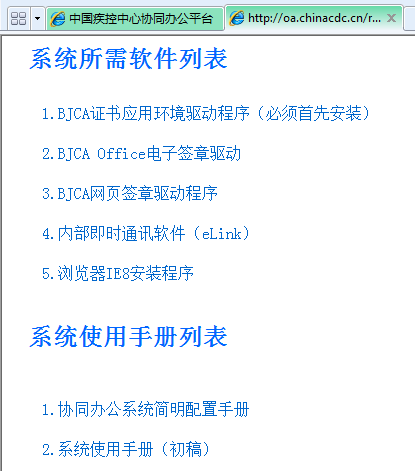 中国疾控中心协同办公平台
http://oa.chinacdc.cn/r...
系统所需软件列表
1.BJCA证书应用环境驱动程序（必须首先安装）
2.BJCA Office电子签章驱动
3.BJCA网页签章驱动程序
4.内部即时通讯软件（eLink）
5.浏览器IE8安装程序
系统使用手册列表
1.协同办公系统简明配置手册
2.系统使用手册（初稿）